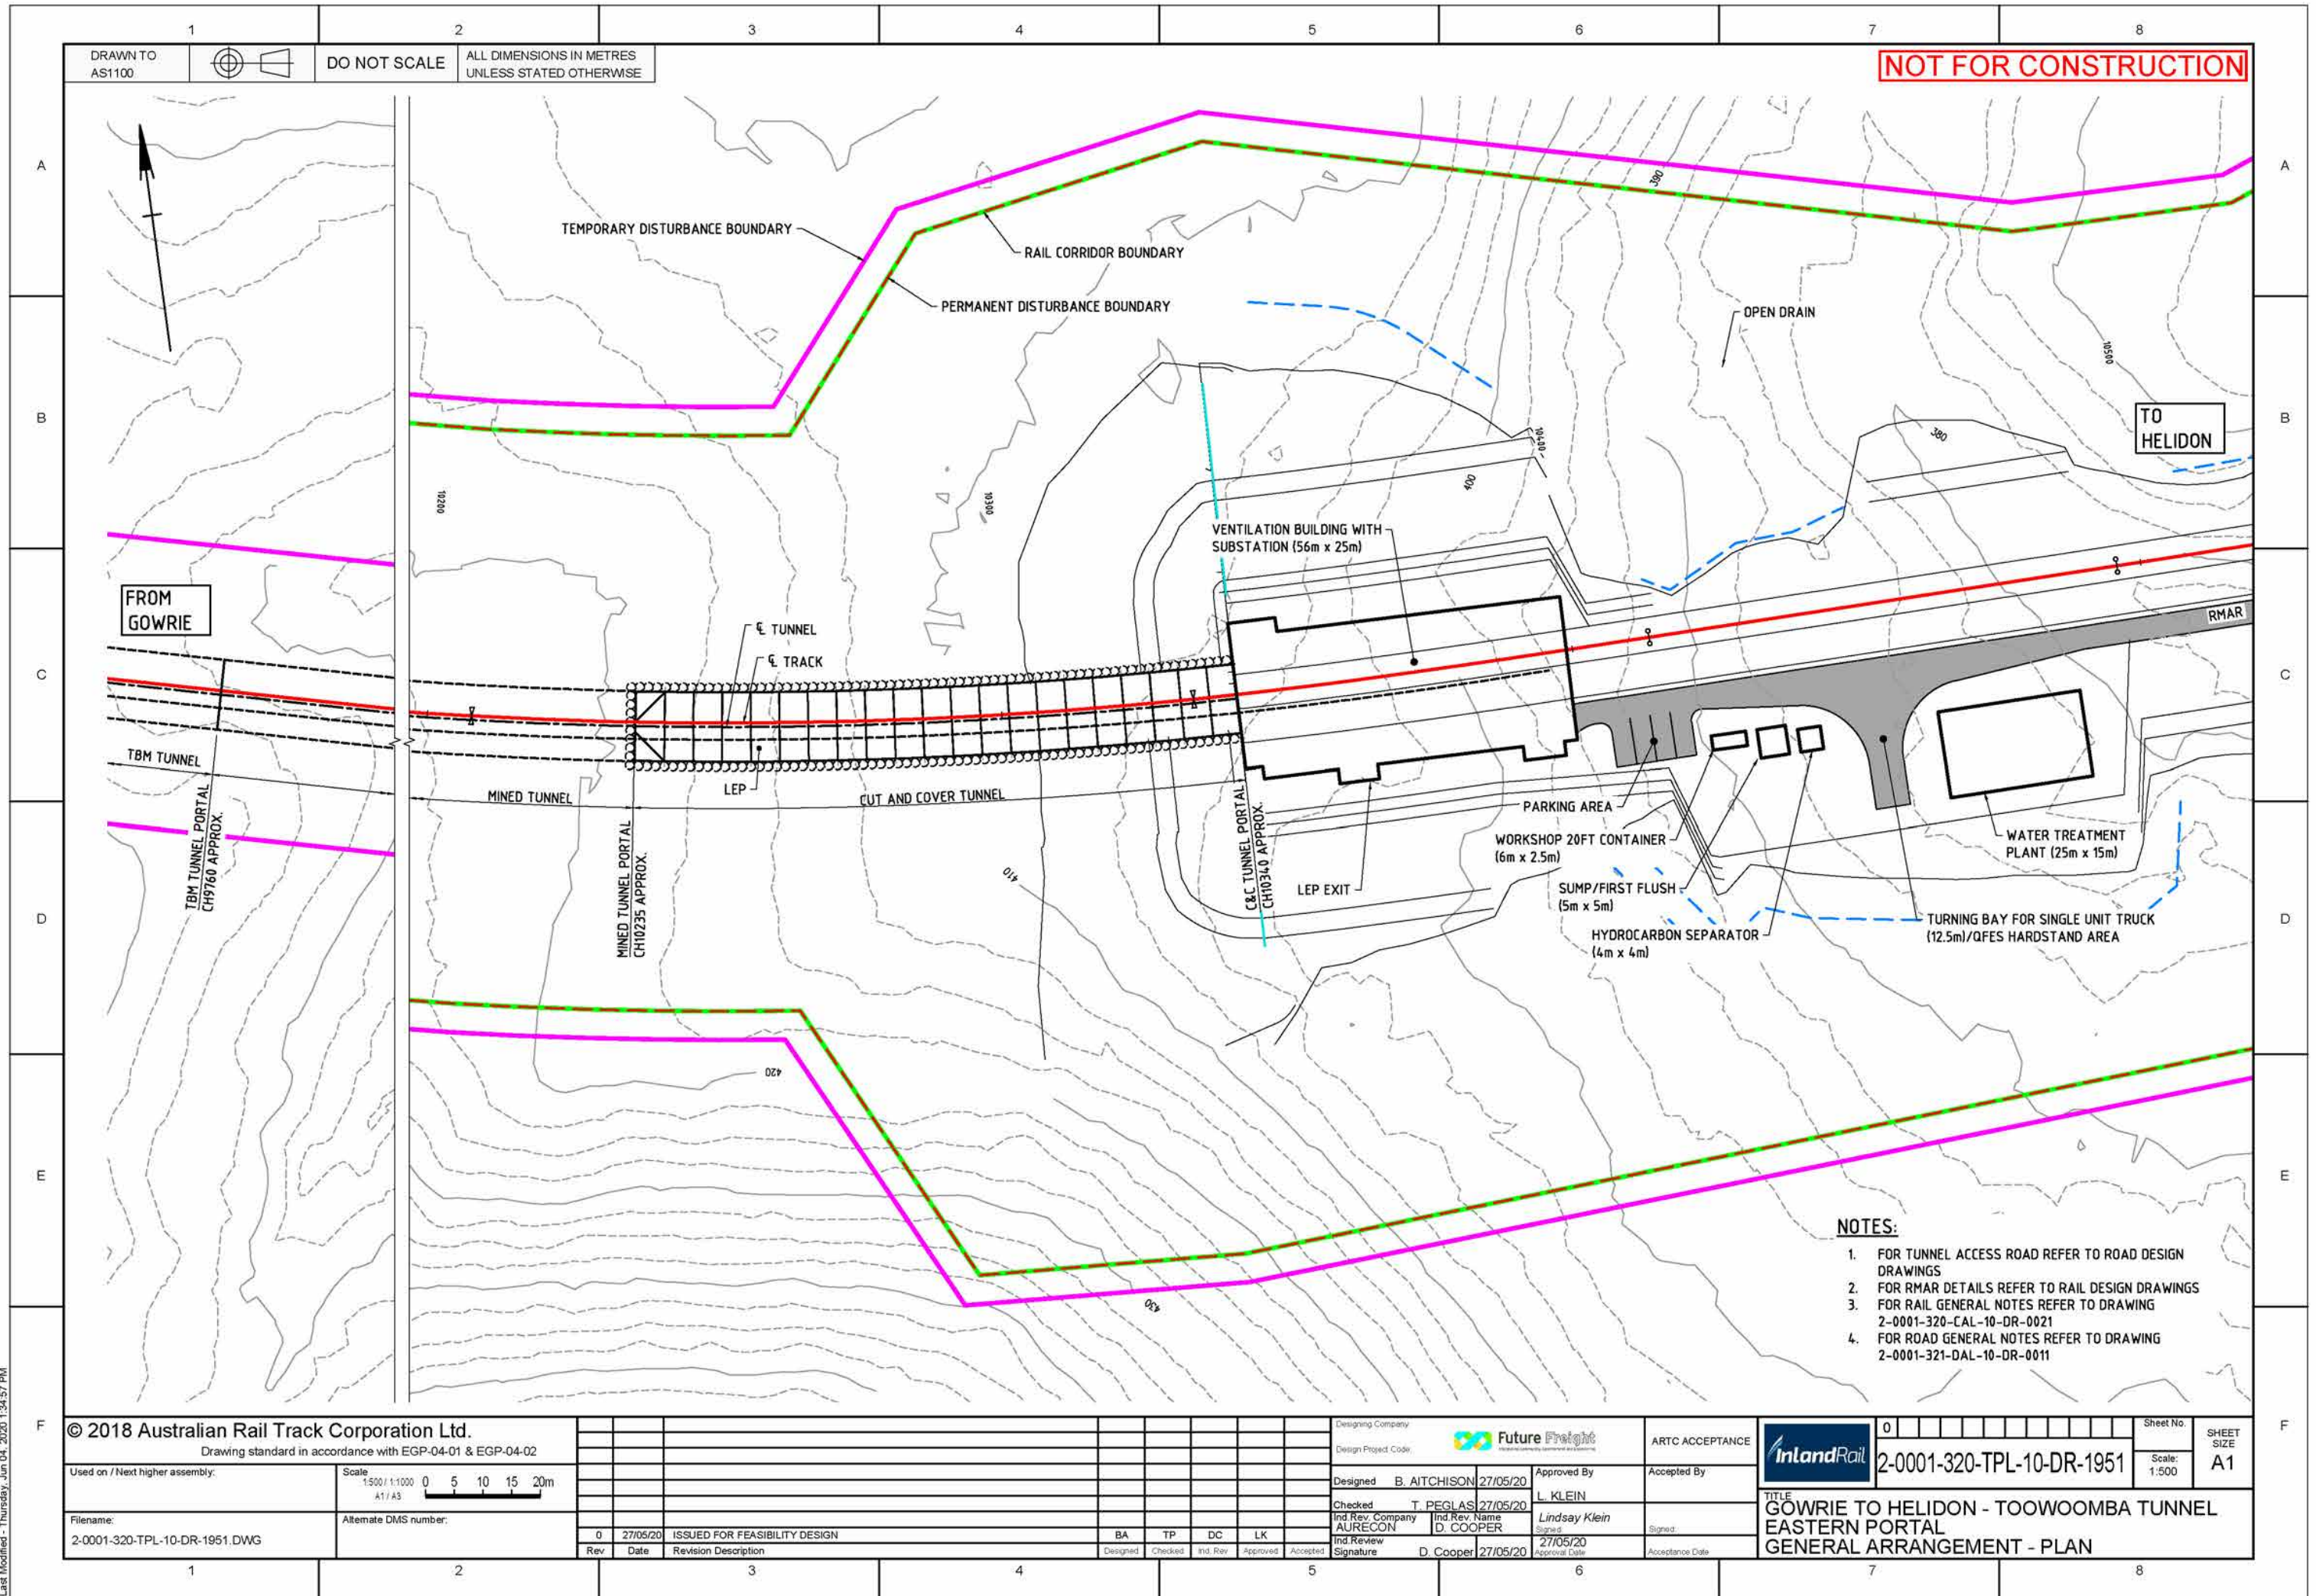 1 2 3 4 5 6 7 8
DRAWN TO
AS1100
DO NOT SCALE
ALL DIMENSIONS IN METRES
UNLESS STATED OTHERWISE
NOT FOR CONSTRUCTION
A
A
390
TEMPORARY DISTURBANCE BOUNDARY
RAIL CORRIDOR BOUNDARY
PERMANENT DISTURBANCE BOUNDARY
OPEN DRAIN
10500
B
B
TO
HELIDON
380
10400
400
10200
10300
VENTILATION BUILDING WITH
SUBSTATION (56m x 25m)
FROM
GOWRIE
RMAR
℄ TUNNEL
℄ TRACK
C
C
TBM TUNNEL
MINED TUNNEL
LEP
CUT AND COVER TUNNEL
TBM TUNNEL PORTAL
CH9760 APPROX.
MINED TUNNEL PORTAL
CH10235 APPROX.
C&C TUNNEL PORTAL
CH10340 APPROX.
PARKING AREA
WORKSHOP 20FT CONTAINER
(6m x 2.5m)
WATER TREATMENT
PLANT (25m x 15m)
410
LEP EXIT
SUMP/FIRST FLUSH
(5m x 5m)
D
D
TURNING BAY FOR SINGLE UNIT TRUCK
(12.5m)/QFES HARDSTAND AREA
HYDROCARBON SEPARATOR
(4m x 4m)
420
E
E
430
NOTES:
1. FOR TUNNEL ACCESS ROAD REFER TO ROAD DESIGN
DRAWINGS
2. FOR RMAR DETAILS REFER TO RAIL DESIGN DRAWINGS
3. FOR RAIL GENERAL NOTES REFER TO DRAWING
2-0001-320-CAL-10-DR-0021
4. FOR ROAD GENERAL NOTES REFER TO DRAWING
2-0001-321-DAL-10-DR-0011
Last Modified - Thursday, Jun 04, 2020 1:34:57 PM
F
F
© 2018 Australian Rail Track Corporation Ltd.
Drawing standard in accordance with EGP-04-01 & EGP-04-02
Used on / Next higher assembly:
Scale
1:500 / 1:1000
A1 / A3
0 5 10 15 20m
Filename:
2-0001-320-TPL-10-DR-1951.DWG
Alternate DMS number:
0 27/05/20 ISSUED FOR FEASIBILITY DESIGN BA TP DC LK
Rev Date Revision Description Designed Checked Ind. Rev Approved Accepted
Designing Company
Future Freight
Design Project Code:
Designed B. AITCHISON 27/05/20
Checked T. PEGLAS 27/05/20
Ind.Rev. Company
AURECON
Ind.Rev. Name
D. COOPER
Ind.Review
Signature D. Cooper 27/05/20
Approved By
L. KLEIN
Lindsay Klein
Signed:
27/05/20
Approval Date
ARTC ACCEPTANCE
Accepted By
Signed:
Acceptance Date
InlandRail
0
2-0001-320-TPL-10-DR-1951
Sheet No.
Scale:
1:500
SHEET
SIZE
A1
TITLE
GOWRIE TO HELIDON - TOOWOOMBA TUNNEL
EASTERN PORTAL
GENERAL ARRANGEMENT - PLAN
1 2 3 4 5 6 7 8